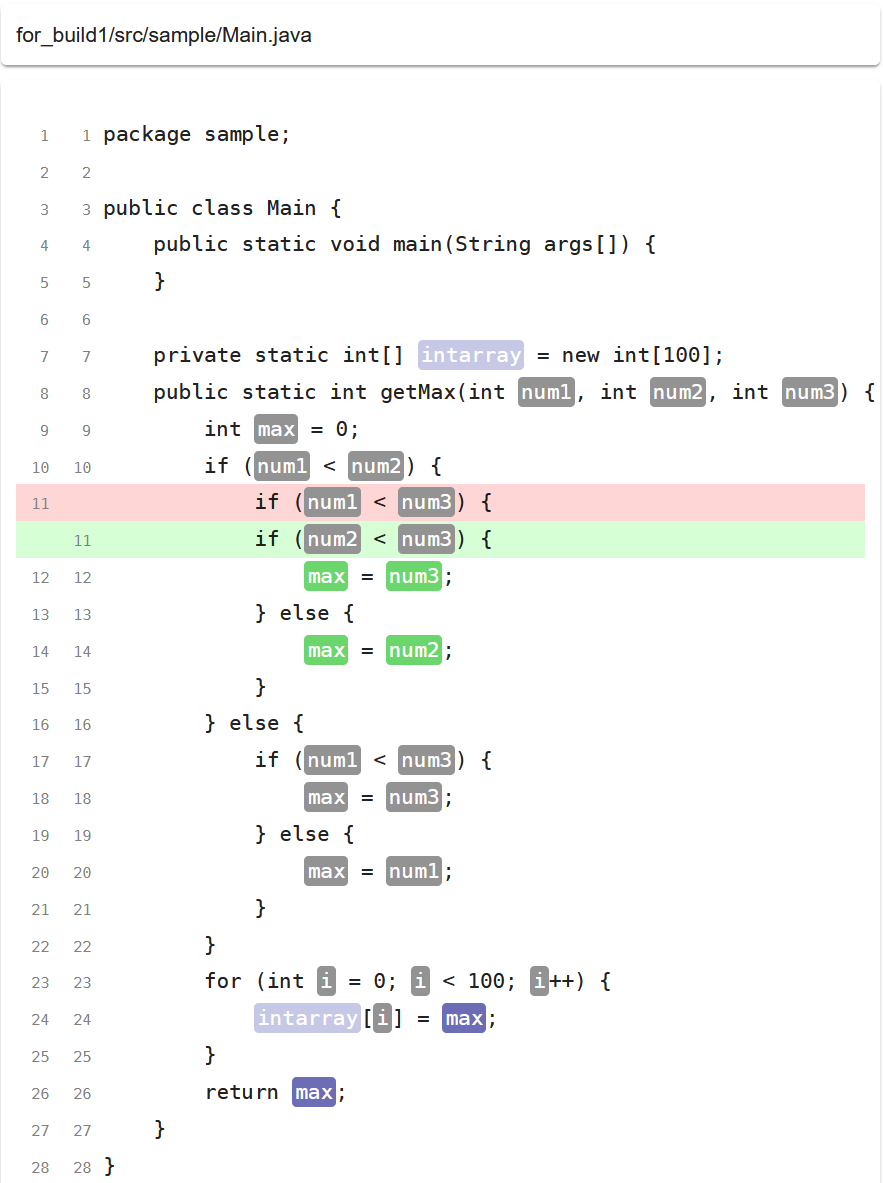 for_build1/src/sample/Main.java
1 1 package sample;
2 2
3 3 public class Main {
4 4 public static void main(String args[]) {
5 5 }
6 6
7 7 private static int[] intarray = new int[100];
8 8 public static int getMax(int num1, int num2, int num3) {
9 9 int max = 0;
10 10 if (num1 < num2) {
11 if (num1 < num3) {
11 if (num2 < num3) {
12 12 max = num3;
13 13 } else {
14 14 max = num2;
15 15 }
16 16 } else {
17 17 if (num1 < num3) {
18 18 max = num3;
19 19 } else {
20 20 max = num1;
21 21 }
22 22 }
23 23 for (int i = 0; i < 100; i++) {
24 24 intarray[i] = max;
25 25 }
26 26 return max;
27 27 }
28 28 }